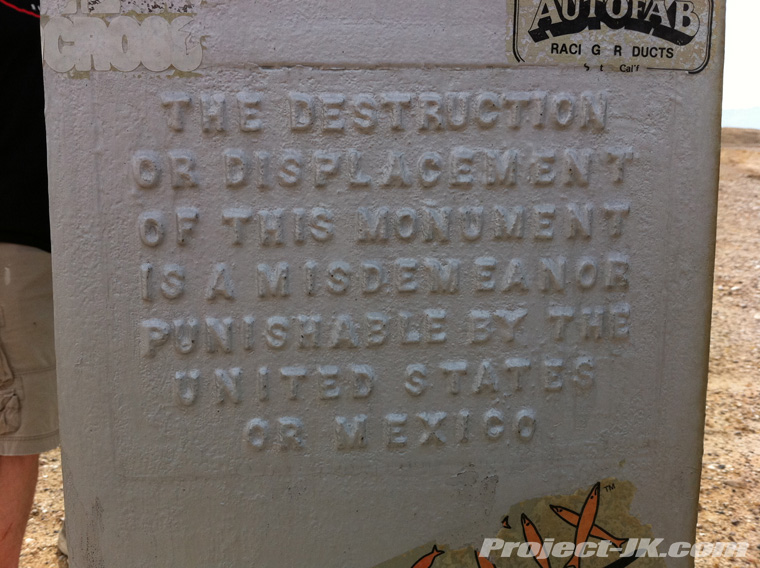 AUTOFAB
RACI G R DUCTS
THE DESTRUCTION
OR DISPLACEMENT
OF THIS MONUMENT
IS A MISDEMEANOR
PUNISHABLE BY THE
UNITED STATES
OR MEXICO
TM
Project-JK.com